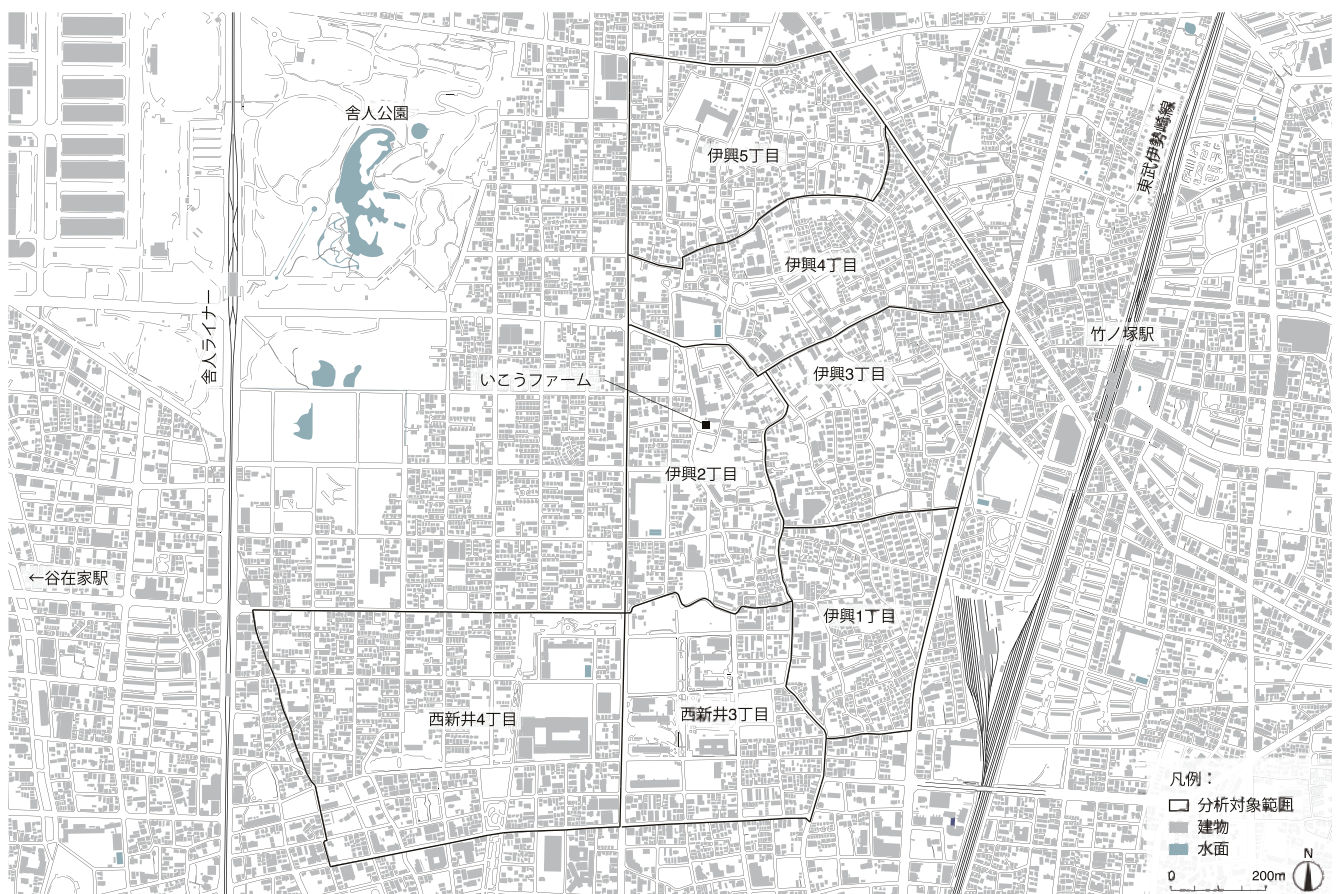 舎人公園
東武伊勢崎線
伊興5丁目
伊興4丁目
舎人ライナー
竹ノ塚駅
いこうファーム
伊興3丁目
伊興2丁目
←谷在家駅
伊興1丁目
西新井4丁目
西新井3丁目
凡例：
分析対象範囲
建物
水面
N
0 200m